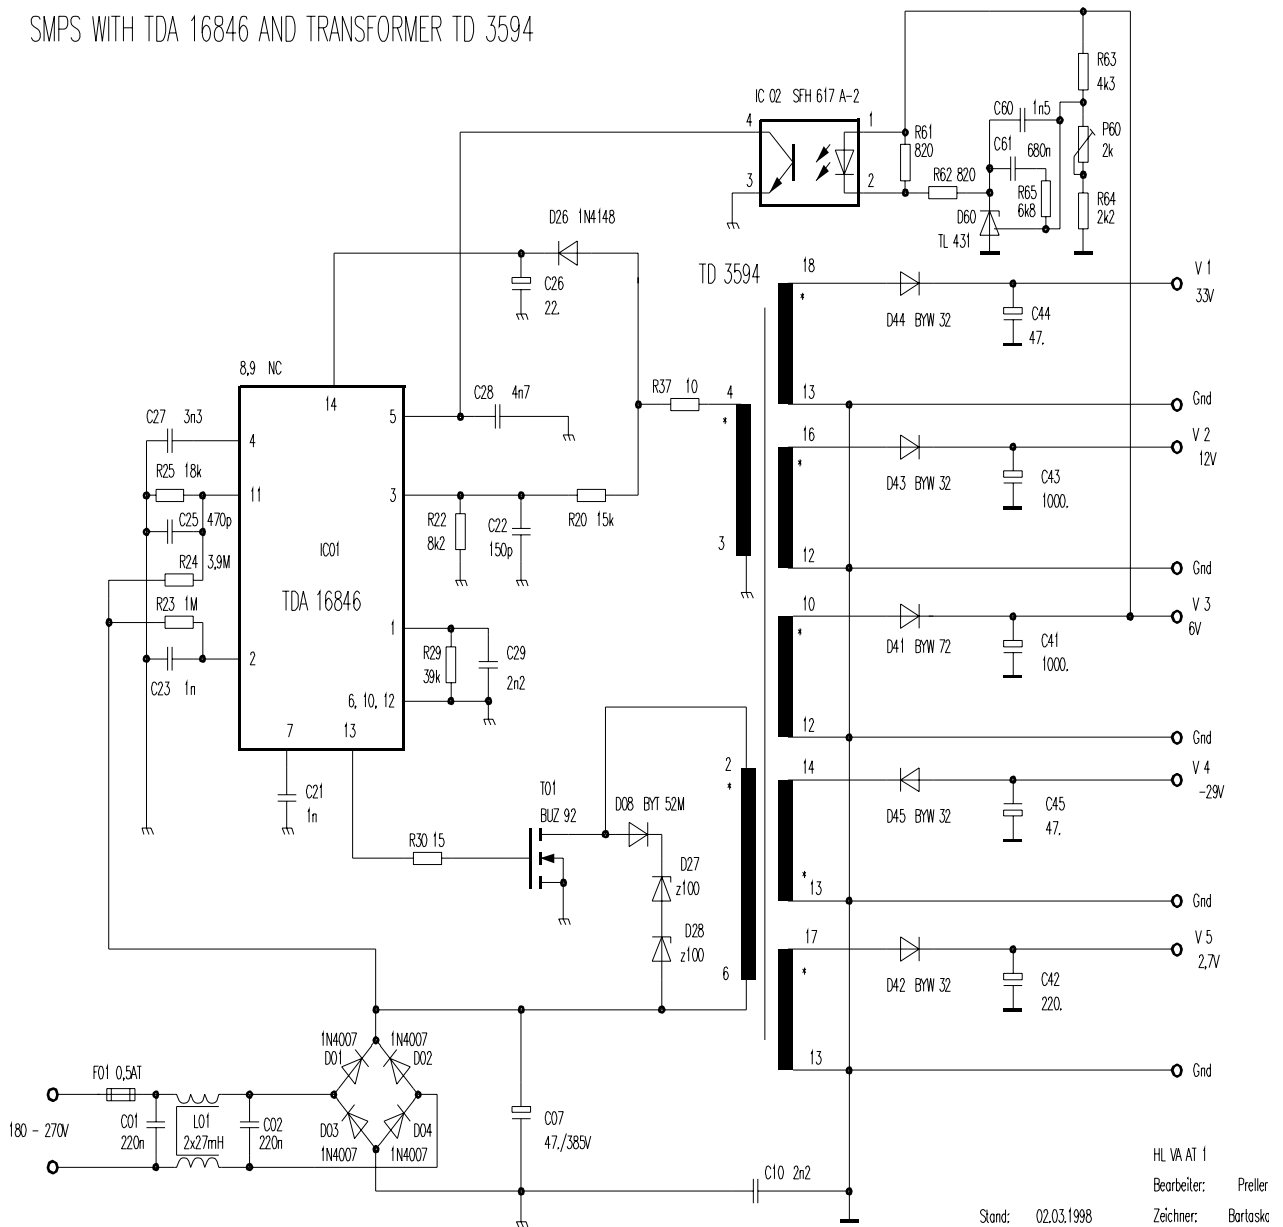 SMPS WITH TDA 16846 AND TRANSFORMER TD 3594
R63
4k3
IC 02 SFH 617 A-2
C60 1n5
4
1
R61
820
P60
2k
C61
680n
3
2
R62 820
R65
6k8
R64
2k2
D60
TL 431
D26 1N4148
C26
22.
TD 3594
18
*
V 1
33V
D44 BYW 32
C44
47.
8,9 NC
14
R37 10
4
*
13
Gnd
C28 4n7
5
C27 3n3
4
16
*
V 2
12V
R25 18k
11
3
R20 15k
D43 BYW 32
C43
1000.
C25 470p
R22
8k2
C22
150p
R24 3,9M
IC01
TDA 16846
3
12
Gnd
R23 1M
10
*
V 3
6V
1
R29
39k
C29
2n2
D41 BYW 72
C41
1000.
2
C23 1n
6, 10, 12
7
13
12
Gnd
C21
1n
T01
BUZ 92
D08 BYT 52M
2
*
14
V 4
-29V
D45 BYW 32
C45
47.
R30 15
D27
z100
*
13
Gnd
D28
z100
6
17
*
V 5
2,7V
D42 BYW 32
C42
220.
1N4007
D01
1N4007
D02
13
Gnd
F01 0,5AT
180 - 270V
C01
220n
L01
2x27mH
C02
220n
D03
1N4007
D04
1N4007
C07
47./385V
C10 2n2
HL VA AT 1
Bearbeiter: Preller
Stand: 02.03.1998
Zeichner: